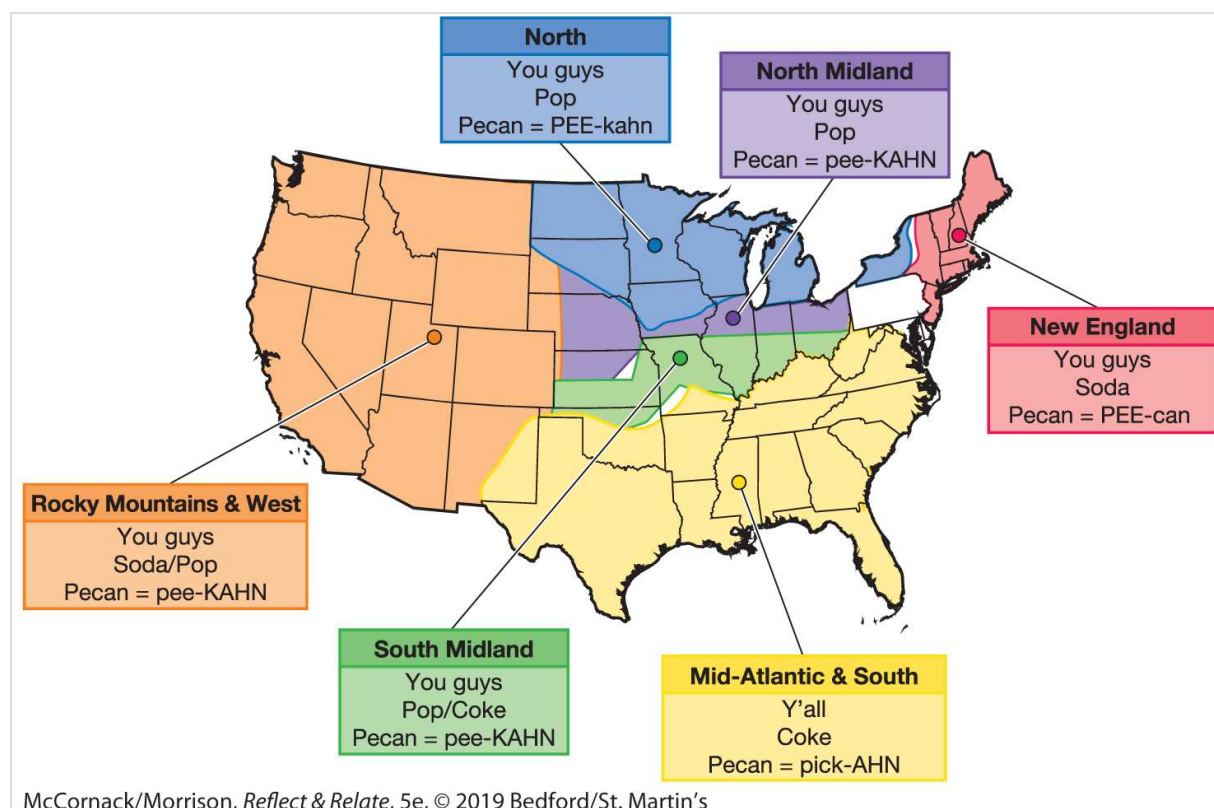 North
You guys
Pop
Pecan = PEE-kahn
North Midland
You guys
Pop
Pecan = pee-KAHN
New England
You guys
Soda
Pecan = PEE-can
Rocky Mountains & West
You guys
Soda/Pop
Pecan = pee-KAHN
South Midland
You guys
Pop/Coke
Pecan = pee-KAHN
Mid-Atlantic & South
Y’all
Coke
Pecan = pick-AHN
McCornack/Morrison, Reflect & Relate, 5e, © 2019 Bedford/St. Martin’s